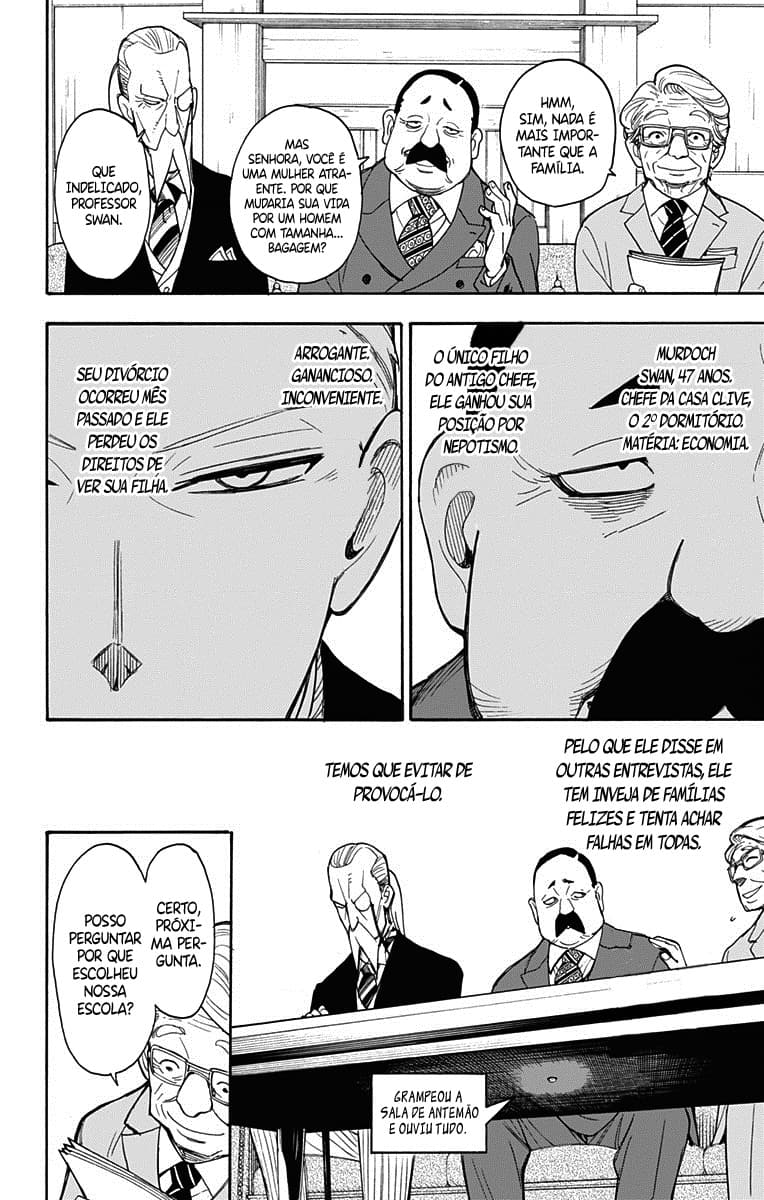 HMM,
SIM, NADA É
MAIS IMPOR-
TANTE QUE A
FAMÍLIA.
MAS
SENHORA, VOCÊ É
UMA MULHER ATRA-
ENTE. POR QUE
MUDARIA SUA VIDA
POR UM HOMEM
COM TAMANHA...
BAGAGEM?
QUE
INDELICADO,
PROFESSOR
SWAN.
MURDOCH
SWAN, 47 ANOS.
CHEFE DA CASA CLIVE,
O 2º DORMITÓRIO.
MATÉRIA: ECONOMIA.
O ÚNICO FILHO
DO ANTIGO CHEFE,
ELE GANHOU SUA
POSIÇÃO POR
NEPOTISMO.
ARROGANTE.
GANANCIOSO.
INCONVENIENTE.
SEU DIVÓRCIO
OCORREU MÊS
PASSADO E ELE
PERDEU OS
DIREITOS DE
VER SUA FILHA.
PELO QUE ELE DISSE EM
OUTRAS ENTREVISTAS, ELE
TEM INVEJA DE FAMÍLIAS
FELIZES E TENTA ACHAR
FALHAS EM TODAS.
TEMOS QUE EVITAR DE
PROVOCÁ-LO.
GRAMPEOU A
SALA DE ANTEMÃO
E OUVIU TUDO.
CERTO,
PRÓXI-
MA PER-
GUNTA.
POSSO
PERGUNTAR
POR QUE
ESCOLHEU
NOSSA
ESCOLA?